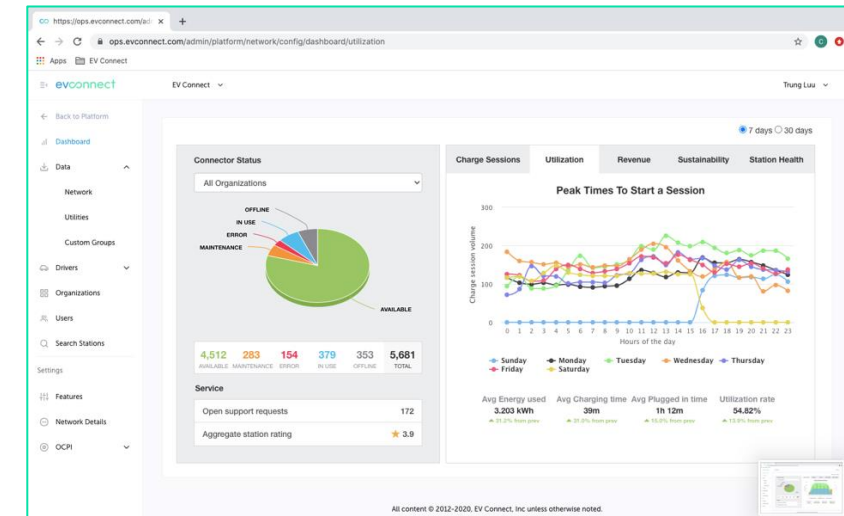 https://ops.evconnect.com/adm
ops.evconnect.com/admin/platform/network/config/dashboard/utilization
C
Apps EV Connect
evconnect
EV Connect
Trung Luu
Back to Platform
7 days 30 days
Dashboard
Data
Network
Utilities
Custom Groups
Drivers
Organizations
Users
Search Stations
Settings
Features
Network Details
OCPI
Connector Status
All Organizations
OFFLINE
IN USE
ERROR
MAINTENANCE
AVAILABLE
4,512 283 154 379 353 5,681
AVAILABLE MAINTENANCE ERROR IN USE OFFLINE TOTAL
Service
Open support requests 172
Aggregate station rating 3.9
Charge Sessions Utilization Revenue Sustainability Station Health
Peak Times To Start a Session
Charge session volume
300
200
100
0
0 1 2 3 4 5 6 7 8 9 10 11 12 13 14 15 16 17 18 19 20 21 22 23
Hours of the day
Sunday Monday Tuesday Wednesday Thursday
Friday Saturday
Avg Energy used Avg Charging time Avg Plugged in time Utilization rate
3.203 kWh 39m 1h 12m 54.82%
All content © 2012-2020, EV Connect, Inc unless otherwise noted.